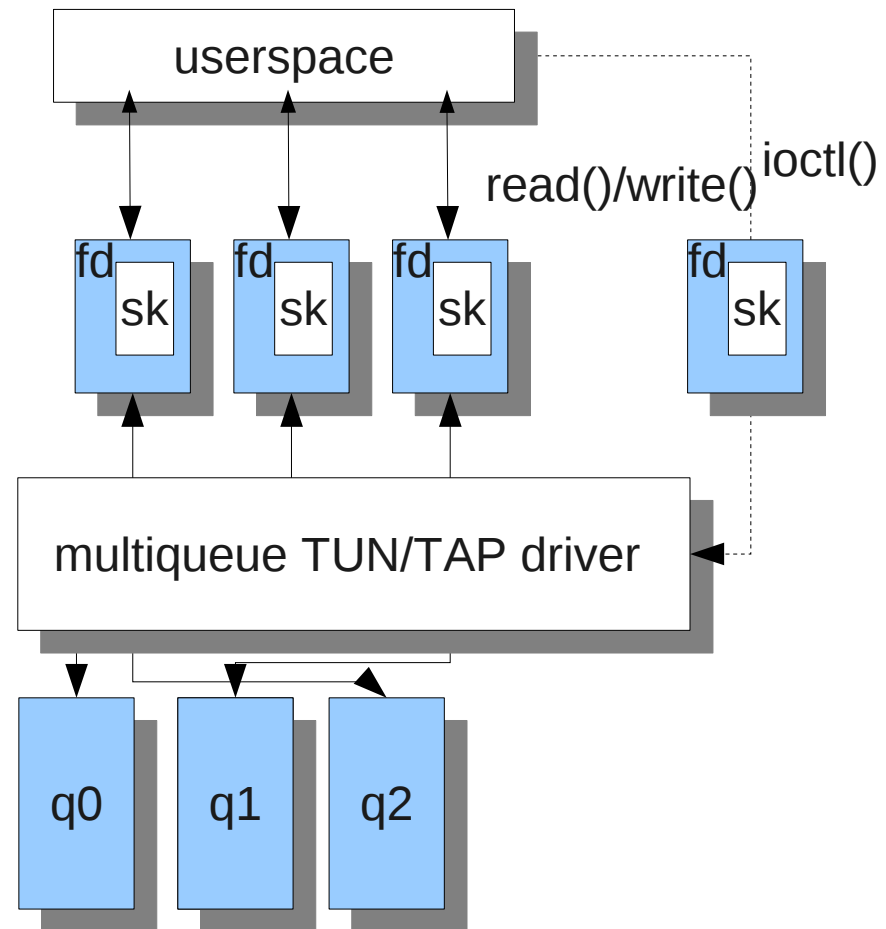 userspace
ioctl()
read()/write()
fd
fd
fd
fd
sk
sk
sk
sk
multiqueue TUN/TAP driver
q0
q1
q2